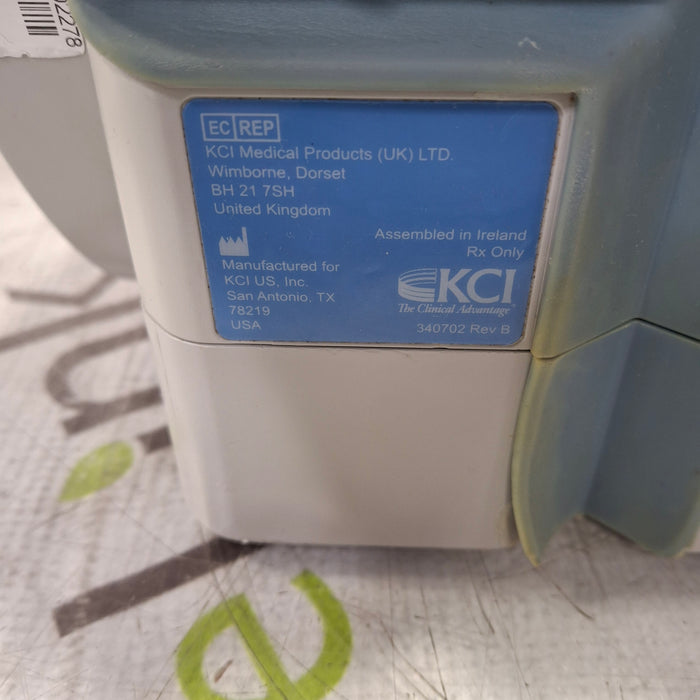 02278
EC REP
KCI Medical Products (UK) LTD.
Wimborne, Dorset
BH 21 7SH
United Kingdom
Assembled in Ireland
Rx Only
Manufactured for
KCI US, Inc.
San Antonio, TX
78219
USA
KCI
The Clinical Advantage
340702 Rev B